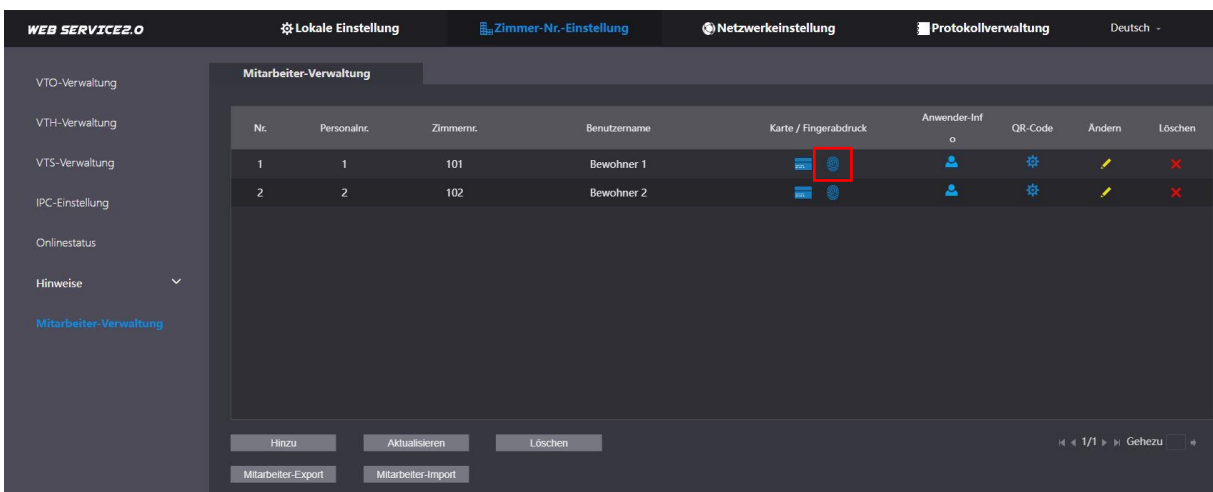 WEB SERVICE2.0 Lokale Einstellung Zimmer-Nr.-Einstellung Netzwerkeinstellung Protokollverwaltung Deutsch
VTO-Verwaltung
VTH-Verwaltung
VTS-Verwaltung
IPC-Einstellung
Onlinestatus
Hinweise
Mitarbeiter-Verwaltung
Mitarbeiter-Verwaltung
Nr. Personalnr. Zimmernr. Benutzername Karte / Fingerabdruck Anwender-Inf QR-Code Ändern Löschen
o
1 1 101 Bewohner 1
2 2 102 Bewohner 2
Hinzu Aktualisieren Löschen 1/1 Gehezu
Mitarbeiter-Export Mitarbeiter-Import